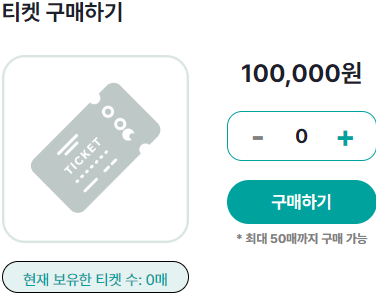 티켓 구매하기
TICKET
현재 보유한 티켓 수: 0매
100,000원
- 0 +
구매하기
* 최대 50매까지 구매 가능